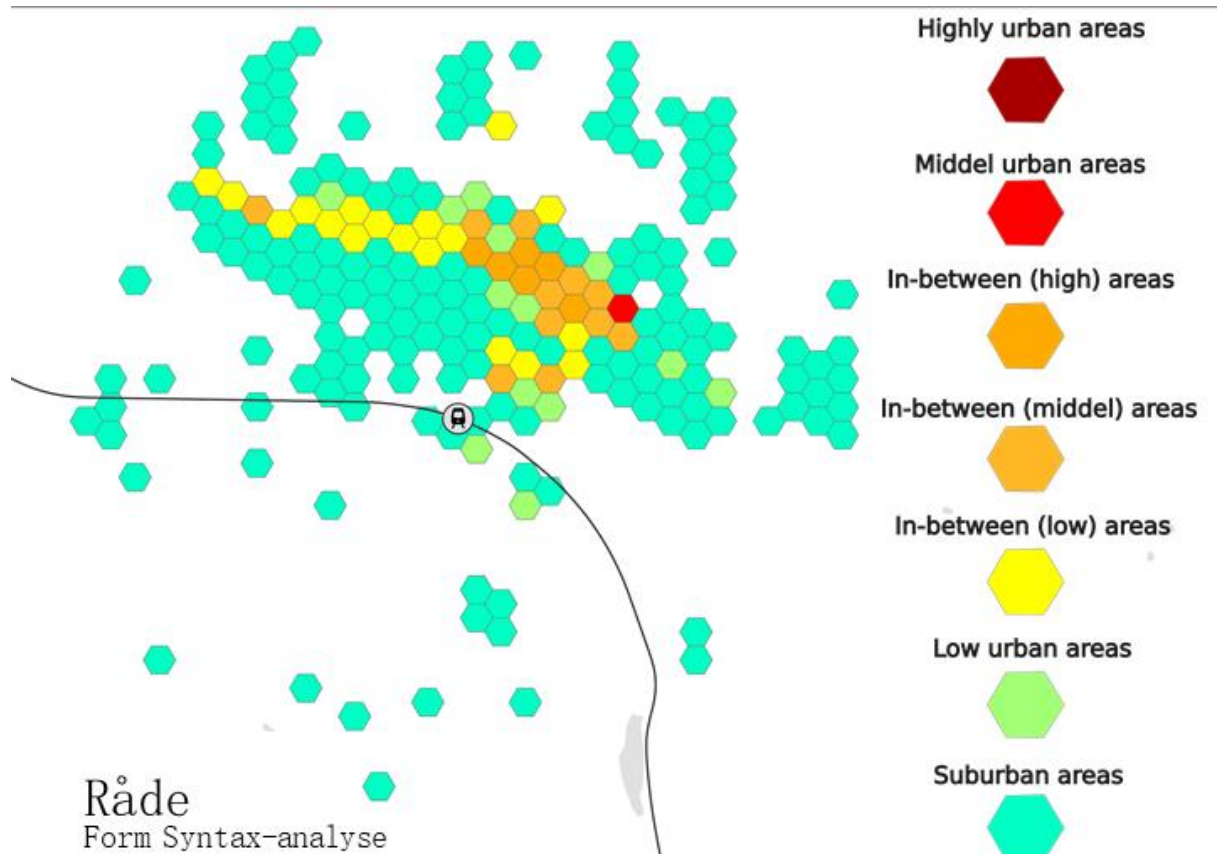 Highly urban areas
Middel urban areas
In-between (high) areas
In-between (middel) areas
In-between (low) areas
Low urban areas
Suburban areas
Råde
Form Syntax-analyse